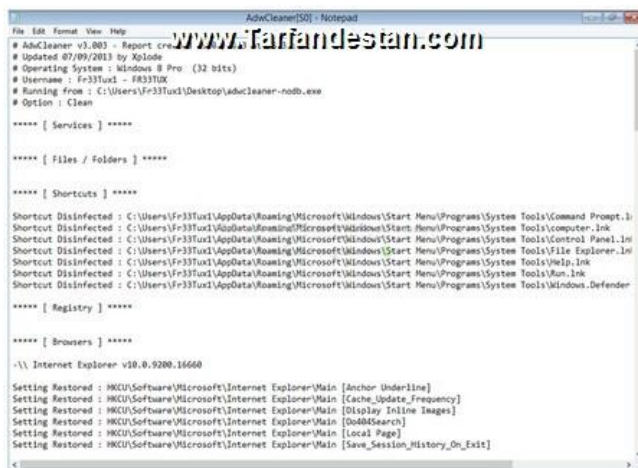 AdwCleaner[S0] - Notepad
File Edit Format View Help
www.Tarfandestan.com
# AdwCleaner v3.003 - Report
# Updated 07/09/2013 by Xplode
# Operating System : Windows 8 Pro (32 bits)
# Username : Fr33Tux1 - FR33TUX
# Running from : C:\Users\Fr33Tux1\Desktop\adwcleaner-nodb.exe
# Option : Clean
***** [ Services ] *****
***** [ Files / Folders ] *****
***** [ Shortcuts ] *****
Shortcut Disinfected : C:\Users\Fr33Tux1\AppData\Roaming\Microsoft\Windows\Start Menu\Programs\System Tools\Command Prompt.l
Shortcut Disinfected : C:\Users\Fr33Tux1\AppData\Roaming\Microsoft\Windows\Start Menu\Programs\System Tools\computer.lnk
Shortcut Disinfected : C:\Users\Fr33Tux1\AppData\Roaming\Microsoft\Windows\Start Menu\Programs\System Tools\Control Panel.ln
Shortcut Disinfected : C:\Users\Fr33Tux1\AppData\Roaming\Microsoft\Windows\Start Menu\Programs\System Tools\File Explorer.ln
Shortcut Disinfected : C:\Users\Fr33Tux1\AppData\Roaming\Microsoft\Windows\Start Menu\Programs\System Tools\Help.lnk
Shortcut Disinfected : C:\Users\Fr33Tux1\AppData\Roaming\Microsoft\Windows\Start Menu\Programs\System Tools\Run.lnk
Shortcut Disinfected : C:\Users\Fr33Tux1\AppData\Roaming\Microsoft\Windows\Start Menu\Programs\System Tools\Windows.Defender
***** [ Registry ] *****
***** [ Browsers ] *****
-\\ Internet Explorer v10.0.9200.16660
Setting Restored : HKCU\Software\Microsoft\Internet Explorer\Main [Anchor Underline]
Setting Restored : HKCU\Software\Microsoft\Internet Explorer\Main [Cache_Update_Frequency]
Setting Restored : HKCU\Software\Microsoft\Internet Explorer\Main [Display Inline Images]
Setting Restored : HKCU\Software\Microsoft\Internet Explorer\Main [Do404Search]
Setting Restored : HKCU\Software\Microsoft\Internet Explorer\Main [Local Page]
Setting Restored : HKCU\Software\Microsoft\Internet Explorer\Main [Save_Session_History_On_Exit]